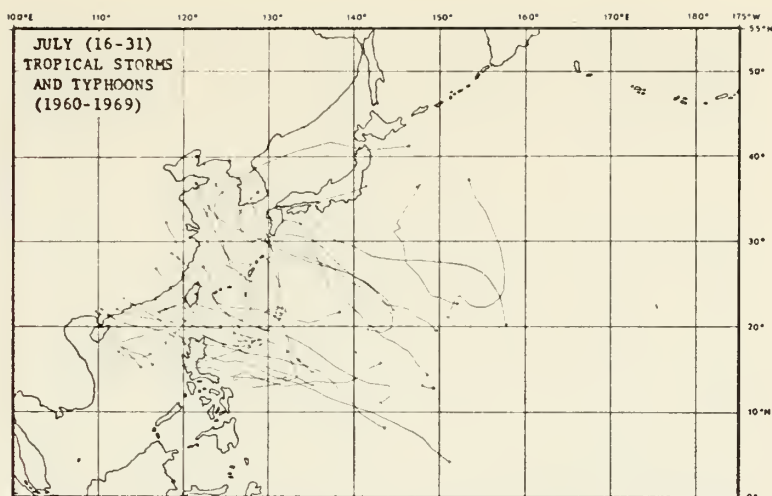 100°E 110° 120° 130° 140° 150° 160° 170°E 175°W
JULY (16-31)
TROPICAL STORMS
AND TYPHOONS
(1960-1969)
55°N
50°
40°
30°
20°
10°N